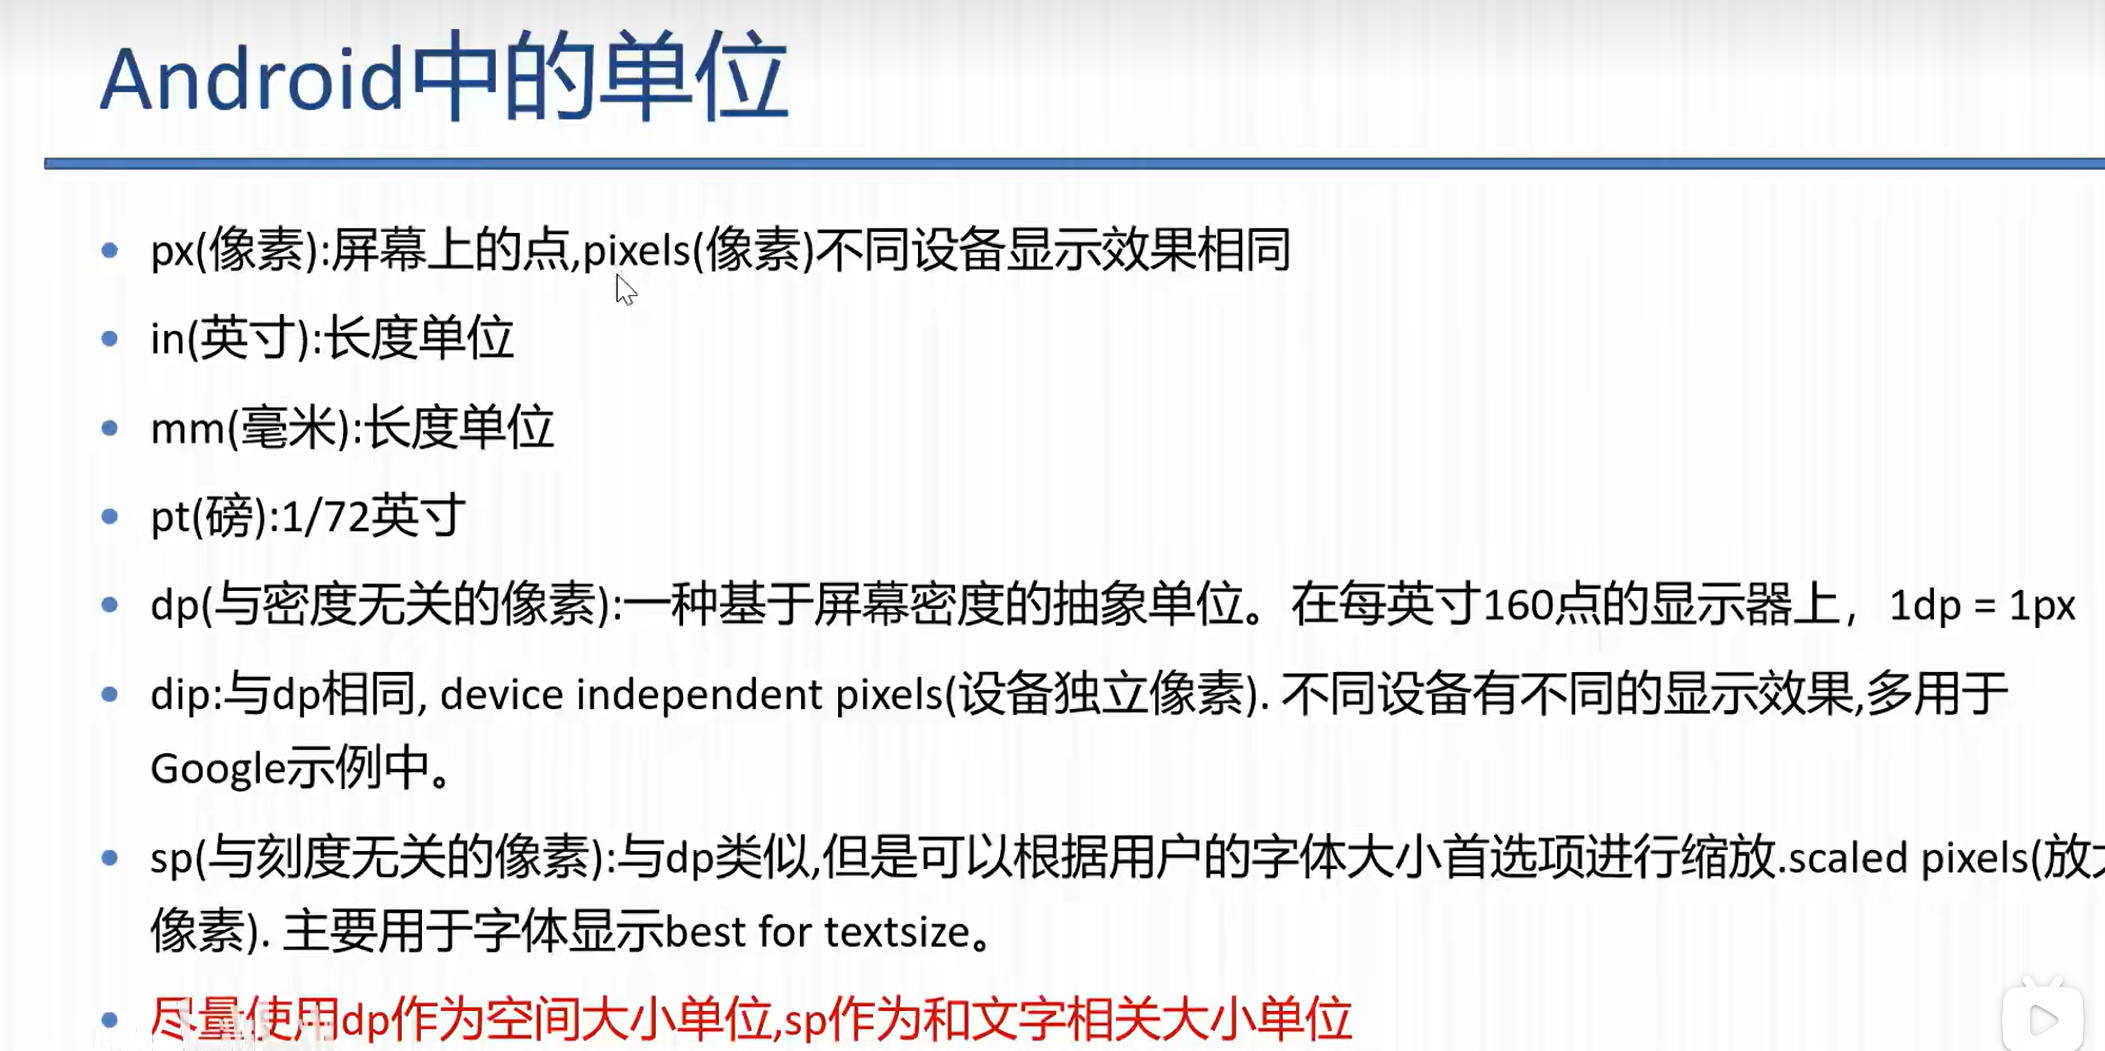 Android中的单位
px(像素):屏幕上的点,pixels(像素)不同设备显示效果相同
in(英寸):长度单位
mm(毫米):长度单位
pt(磅):1/72英寸
dp(与密度无关的像素):一种基于屏幕密度的抽象单位。在每英寸160点的显示器上，1dp = 1px
dip:与dp相同, device independent pixels(设备独立像素). 不同设备有不同的显示效果,多用于
Google示例中。
sp(与刻度无关的像素):与dp类似,但是可以根据用户的字体大小首选项进行缩放.scaled pixels(放大
像素). 主要用于字体显示best for textsize。
尽量使用dp作为空间大小单位,sp作为和文字相关大小单位